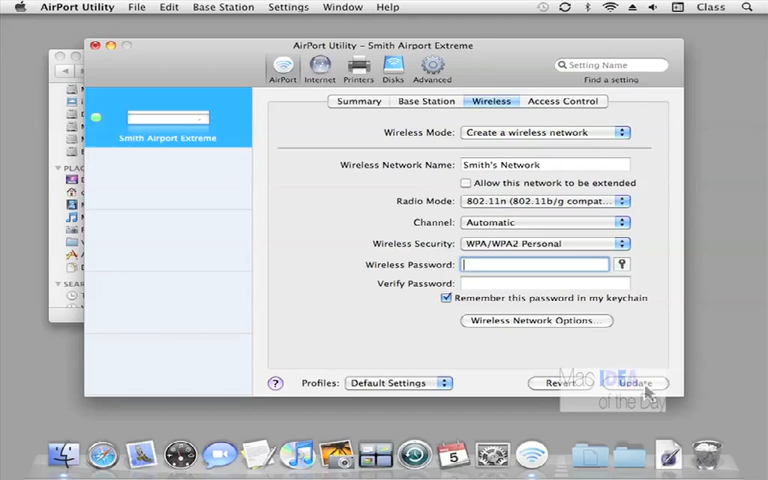 AirPort Utility File Edit Base Station Settings Window Help Class
AirPort Utility - Smith Airport Extreme
AirPort Internet Printers Disks Advanced
Setting Name
Find a setting
Summary Base Station Wireless Access Control
Smith Airport Extreme
Wireless Mode: Create a wireless network
Wireless Network Name: Smith's Network
Allow this network to be extended
Radio Mode: 802.11n (802.11b/g compat...
Channel: Automatic
Wireless Security: WPA/WPA2 Personal
Wireless Password:
Verify Password:
Remember this password in my keychain
Wireless Network Options...
? Profiles: Default Settings Revert Update
Mac IDEA
of the Day
5